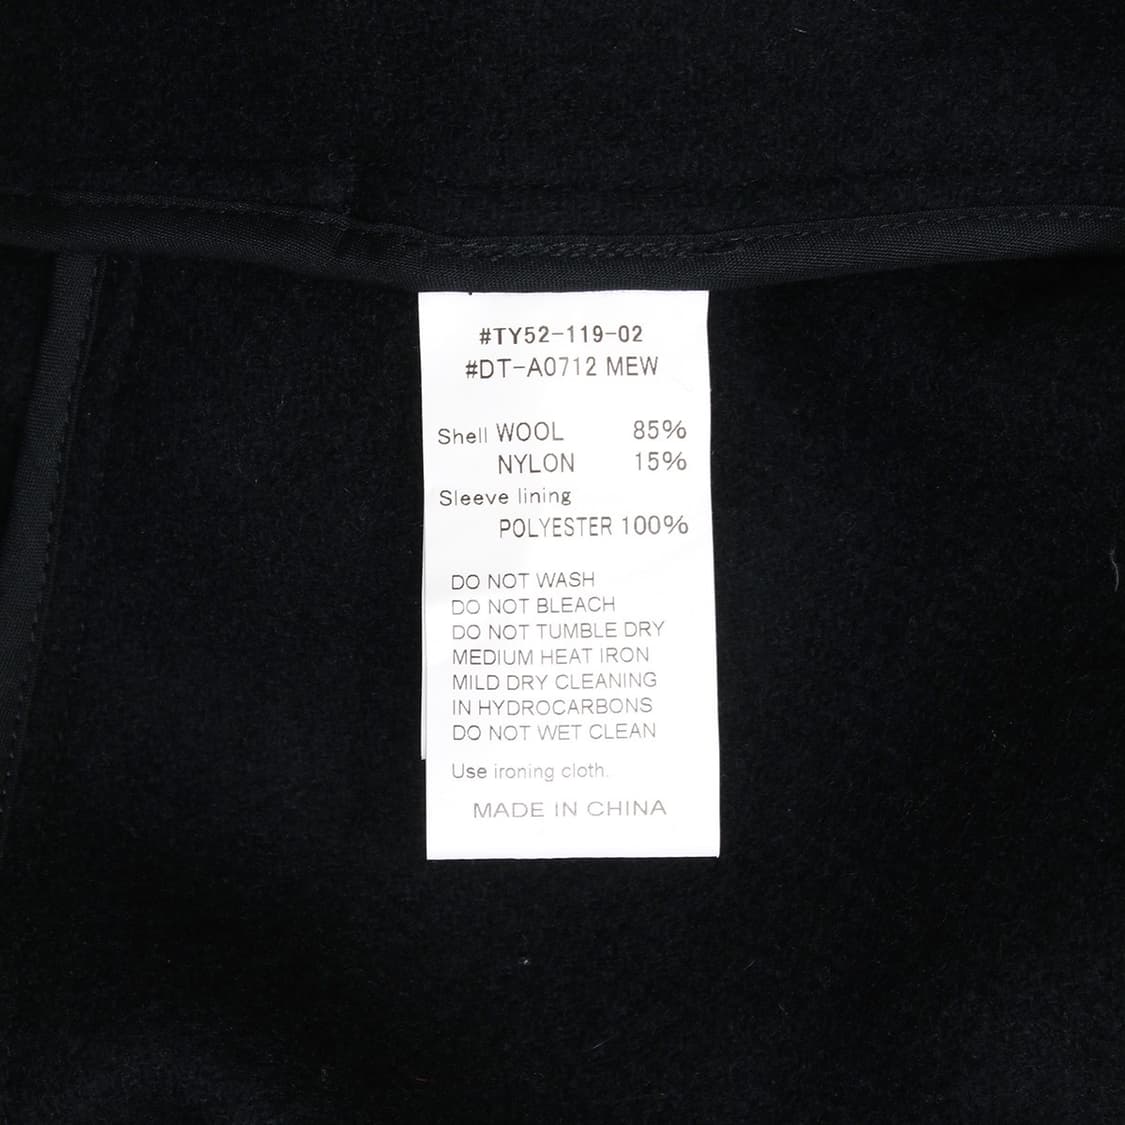 #TY52-119-02
#DT-A0712 MEW
Shell WOOL 85%
NYLON 15%
Sleeve lining
POLYESTER 100%
DO NOT WASH
DO NOT BLEACH
DO NOT TUMBLE DRY
MEDIUM HEAT IRON
MILD DRY CLEANING
IN HYDROCARBONS
DO NOT WET CLEAN
Use ironing cloth.
MADE IN CHINA